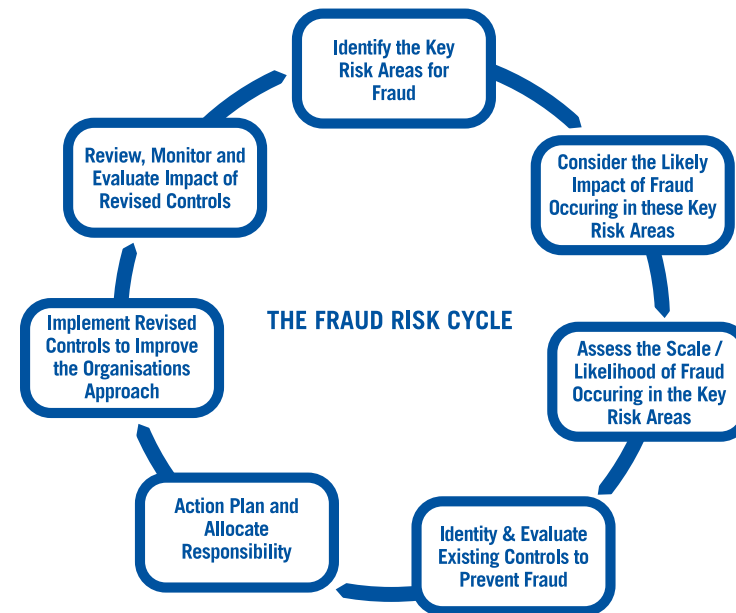 Identify the Key
Risk Areas for
Fraud
Consider the Likely
Impact of Fraud
Occuring in these Key
Risk Areas
Assess the Scale /
Likelihood of Fraud
Occuring in the Key
Risk Areas
Identity & Evaluate
Existing Controls to
Prevent Fraud
Action Plan and
Allocate
Responsibility
Implement Revised
Controls to Improve
the Organisations
Approach
Review, Monitor and
Evaluate Impact of
Revised Controls
THE FRAUD RISK CYCLE